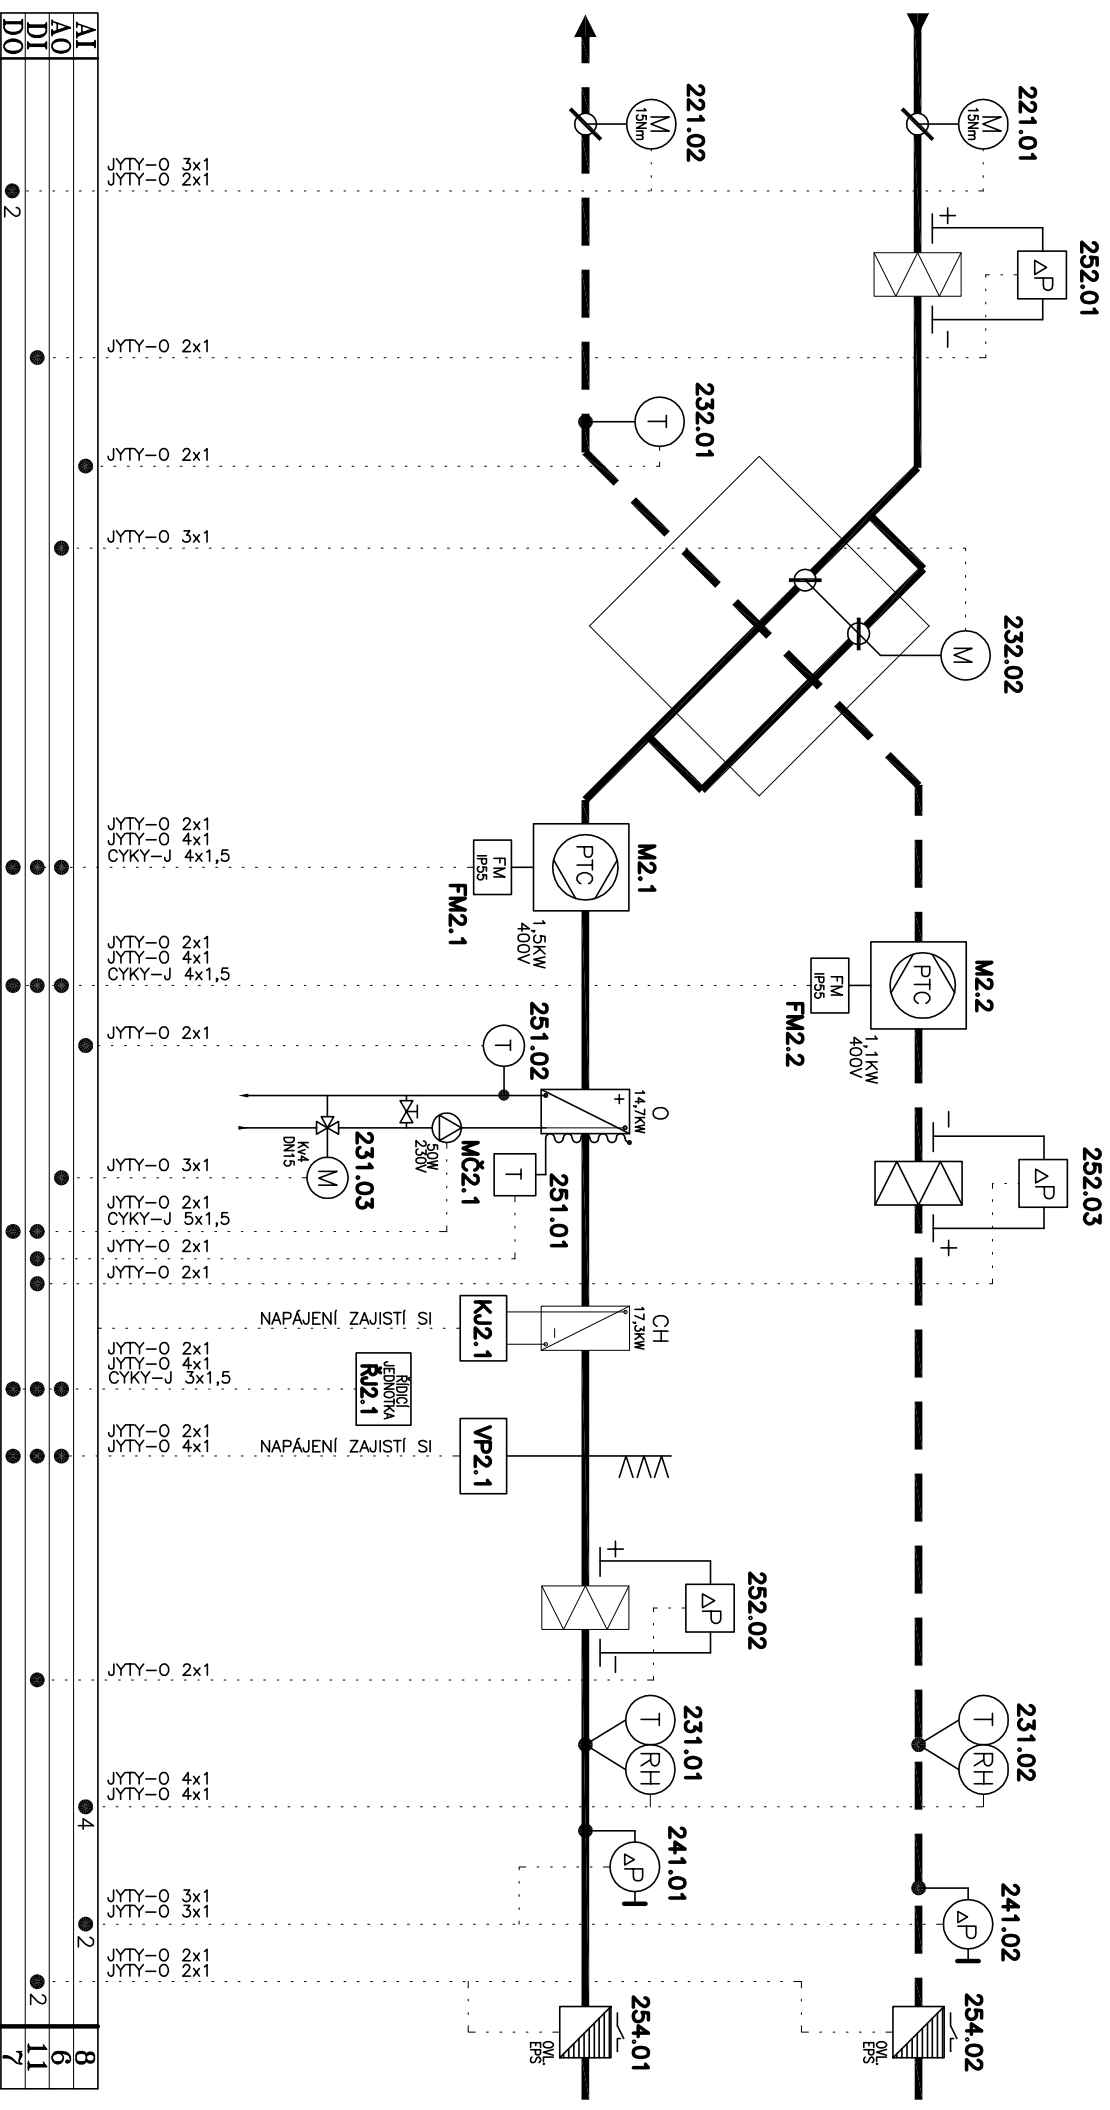 221.01
M
15Nm
252.01
+
ΔP
−
232.02
M
M2.2
PTC
1,1KW
400V
FM
IP55
FM2.2
252.03
−
ΔP
+
231.02
T
RH
241.02
ΔP
254.02
OVL.
EPS
221.02
M
15Nm
232.01
T
M2.1
PTC
1,5KW
400V
FM
IP55
FM2.1
251.02
T
O
14,7KW
+
251.01
T
MČ2.1
50W
230V
231.03
M
Kv4
DN15
CH
17,3KW
−
KJ2.1
ŘÍDICÍ
JEDNOTKA
ŘJ2.1
VP2.1
252.02
+
ΔP
−
231.01
T
RH
241.01
ΔP
254.01
OVL.
EPS
JYTY-O 3x1
JYTY-O 2x1
JYTY-O 2x1
JYTY-O 2x1
JYTY-O 3x1
JYTY-O 2x1
JYTY-O 4x1
CYKY-J 4x1,5
JYTY-O 2x1
JYTY-O 4x1
CYKY-J 4x1,5
JYTY-O 2x1
JYTY-O 3x1
JYTY-O 2x1
CYKY-J 5x1,5
JYTY-O 2x1
JYTY-O 2x1
NAPÁJENÍ ZAJISTÍ SI
JYTY-O 2x1
JYTY-O 4x1
CYKY-J 3x1,5
JYTY-O 2x1
JYTY-O 4x1
NAPÁJENÍ ZAJISTÍ SI
JYTY-O 2x1
JYTY-O 4x1
JYTY-O 4x1
JYTY-O 3x1
JYTY-O 3x1
JYTY-O 2x1
JYTY-O 2x1
AI 4 2 8
AO 6
DI 2 11
DO 2 7